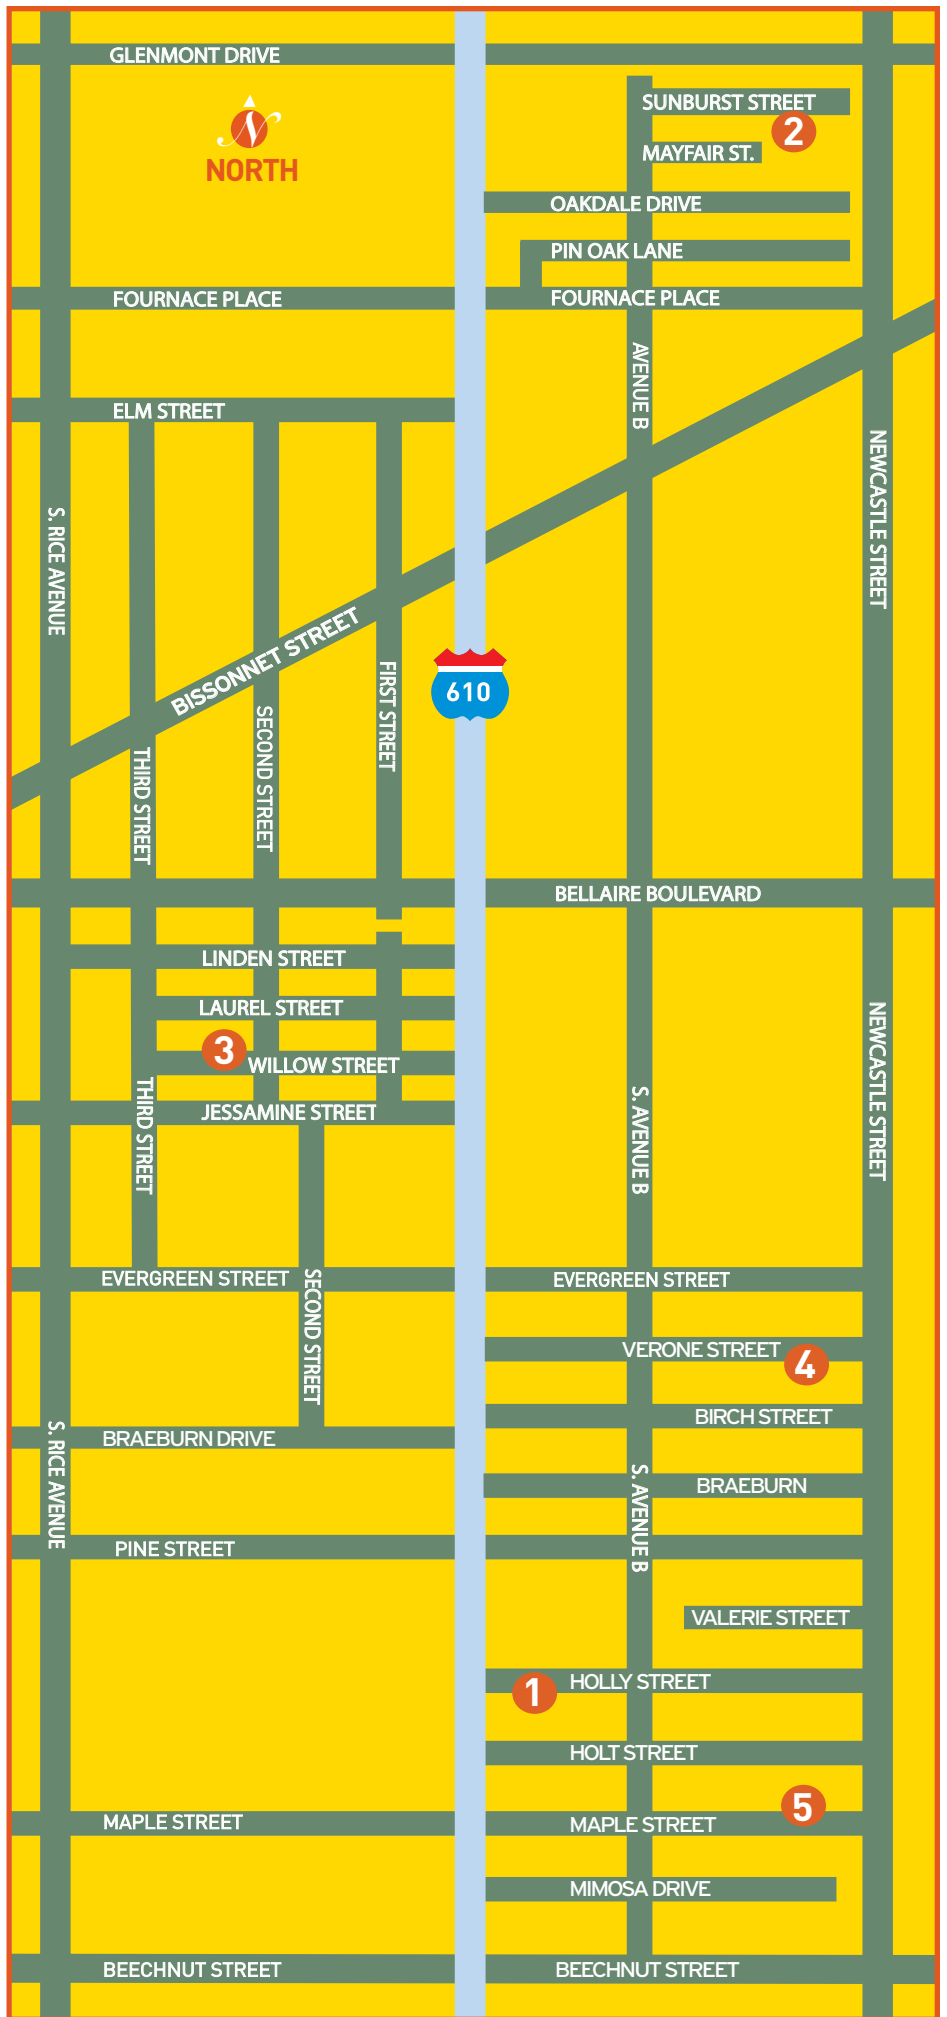 GLENMONT DRIVE
SUNBURST STREET
2
N
NORTH
MAYFAIR ST.
OAKDALE DRIVE
PIN OAK LANE
FOURNACE PLACE
FOURNACE PLACE
AVENUE B
ELM STREET
NEWCASTLE STREET
S. RICE AVENUE
BISSONNET STREET
FIRST STREET
610
SECOND STREET
THIRD STREET
BELLAIRE BOULEVARD
LINDEN STREET
LAUREL STREET
NEWCASTLE STREET
3
WILLOW STREET
THIRD STREET
S. AVENUE B
JESSAMINE STREET
EVERGREEN STREET
SECOND STREET
EVERGREEN STREET
VERONE STREET
4
BIRCH STREET
S. RICE AVENUE
BRAEBURN DRIVE
S. AVENUE B
BRAEBURN
PINE STREET
VALERIE STREET
1
HOLLY STREET
HOLT STREET
5
MAPLE STREET
MAPLE STREET
MIMOSA DRIVE
BEECHNUT STREET
BEECHNUT STREET